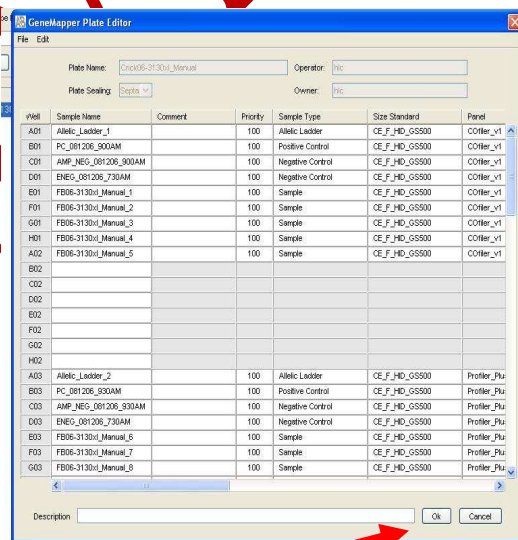 GeneMapper Plate Editor
File Edit
Plate Name: Crick06-3130xl_Manual Operator: hlc
Plate Sealing: Septa Owner: hlc
Well Sample Name Comment Priority Sample Type Size Standard Panel
A01 Allelic_Ladder_1 100 Allelic Ladder CE_F_HID_GS500 COfiler_v1
B01 PC_081206_900AM 100 Positive Control CE_F_HID_GS500 COfiler_v1
C01 AMP_NEG_081206_900AM 100 Negative Control CE_F_HID_GS500 COfiler_v1
D01 ENEG_081206_730AM 100 Negative Control CE_F_HID_GS500 COfiler_v1
E01 FB06-3130xl_Manual_1 100 Sample CE_F_HID_GS500 COfiler_v1
F01 FB06-3130xl_Manual_2 100 Sample CE_F_HID_GS500 COfiler_v1
G01 FB06-3130xl_Manual_3 100 Sample CE_F_HID_GS500 COfiler_v1
H01 FB06-3130xl_Manual_4 100 Sample CE_F_HID_GS500 COfiler_v1
A02 FB06-3130xl_Manual_5 100 Sample CE_F_HID_GS500 COfiler_v1
B02
C02
D02
E02
F02
G02
H02
A03 Allelic_Ladder_2 100 Allelic Ladder CE_F_HID_GS500 Profiler_Plu
B03 PC_081206_930AM 100 Positive Control CE_F_HID_GS500 Profiler_Plu
C03 AMP_NEG_081206_930AM 100 Negative Control CE_F_HID_GS500 Profiler_Plu
D03 ENEG_081206_730AM 100 Negative Control CE_F_HID_GS500 Profiler_Plu
E03 FB06-3130xl_Manual_6 100 Sample CE_F_HID_GS500 Profiler_Plu
F03 FB06-3130xl_Manual_7 100 Sample CE_F_HID_GS500 Profiler_Plu
G03 FB06-3130xl_Manual_8 100 Sample CE_F_HID_GS500 Profiler_Plu
Description Ok Cancel